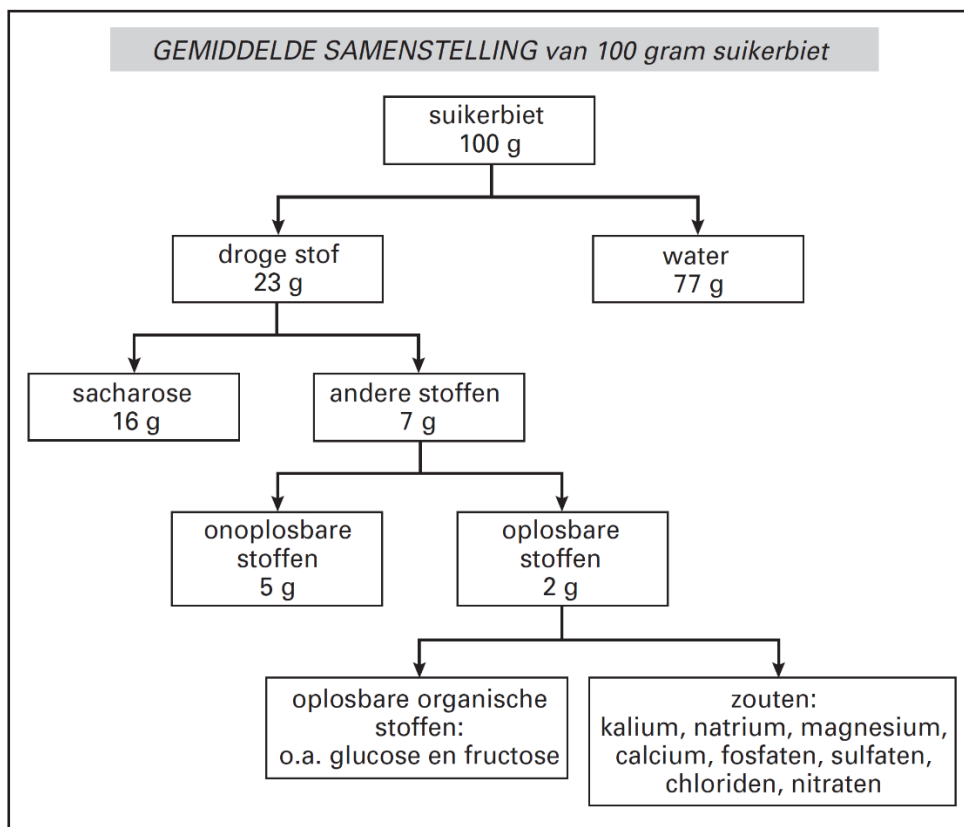 GEMIDDELDE SAMENSTELLING van 100 gram suikerbiet
suikerbiet
100 g
droge stof
23 g
water
77 g
sacharose
16 g
andere stoffen
7 g
onoplosbare
stoffen
5 g
oplosbare
stoffen
2 g
oplosbare organische
stoffen:
o.a. glucose en fructose
zouten:
kalium, natrium, magnesium,
calcium, fosfaten, sulfaten,
chloriden, nitraten